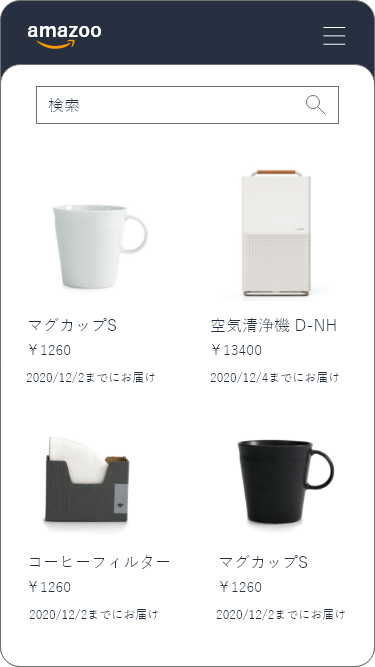 amazoo
検索
マグカップS
￥1260
2020/12/2までにお届け
空気清浄機 D-NH
￥13400
2020/12/4までにお届け
コーヒーフィルター
￥1260
2020/12/2までにお届け
マグカップS
￥1260
2020/12/2までにお届け